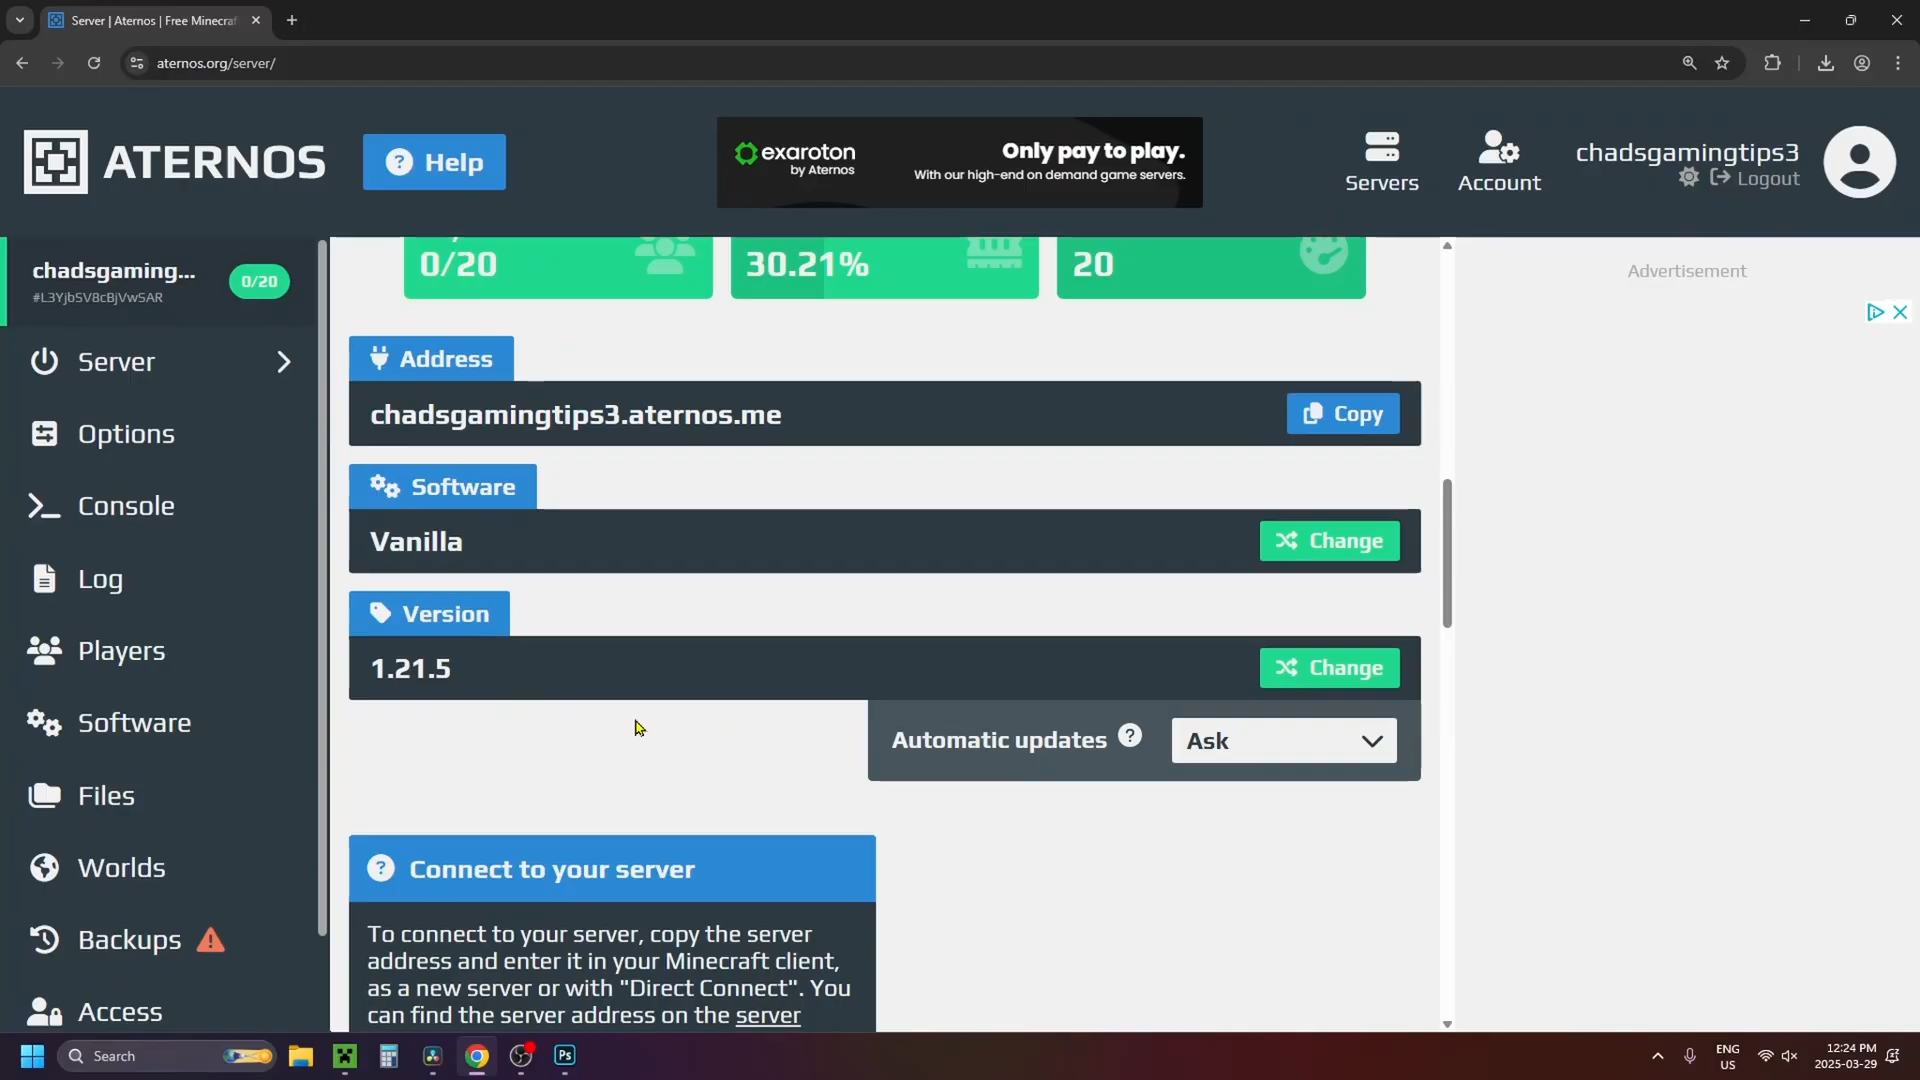 Server | Aternos | Free Minecraf
aternos.org/server/
ATERNOS
Help
exaroton
by Aternos
Only pay to play.
With our high-end on demand game servers.
Servers
Account
chadsgamingtips3
Logout
chadsgaming...
#L3YjbSV8cBjVwSAR
0/20
Server
Options
Console
Log
Players
Software
Files
Worlds
Backups
Access
0/20
30.21%
20
Address
chadsgamingtips3.aternos.me
Copy
Software
Vanilla
Change
Version
1.21.5
Change
Automatic updates
Ask
Connect to your server
To connect to your server, copy the server
address and enter it in your Minecraft client,
as a new server or with "Direct Connect". You
can find the server address on the server
Advertisement
Search
Ps
ENG
US
12:24 PM
2025-03-29